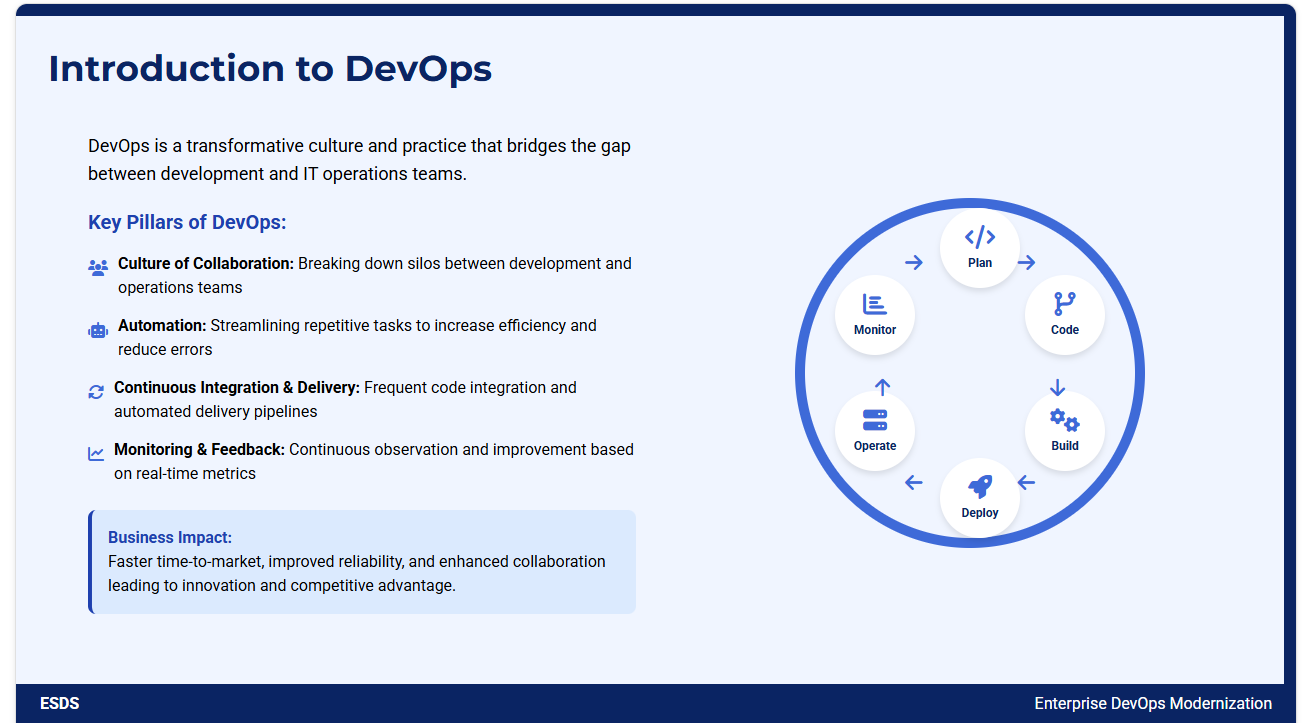 Introduction to DevOps
DevOps is a transformative culture and practice that bridges the gap
between development and IT operations teams.
Key Pillars of DevOps:
Culture of Collaboration: Breaking down silos between development and
operations teams
Automation: Streamlining repetitive tasks to increase efficiency and
reduce errors
Continuous Integration & Delivery: Frequent code integration and
automated delivery pipelines
Monitoring & Feedback: Continuous observation and improvement based
on real-time metrics
Business Impact:
Faster time-to-market, improved reliability, and enhanced collaboration
leading to innovation and competitive advantage.
Plan
Code
Build
Deploy
Operate
Monitor
ESDS
Enterprise DevOps Modernization